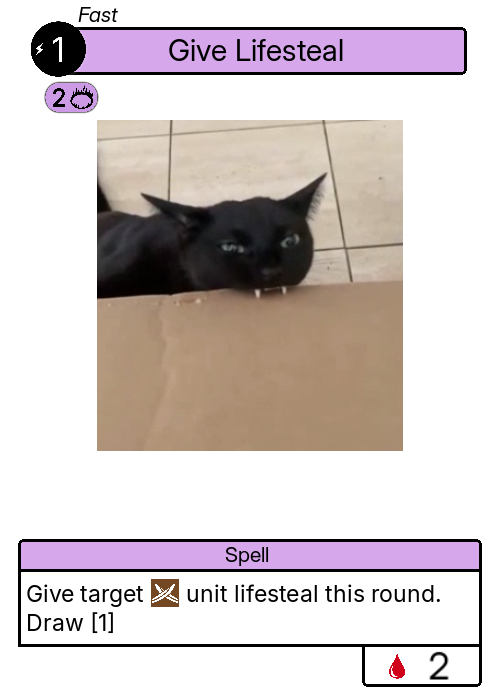 Fast
1
Give Lifesteal
2
Spell
Give target unit lifesteal this round.
Draw [1]
2